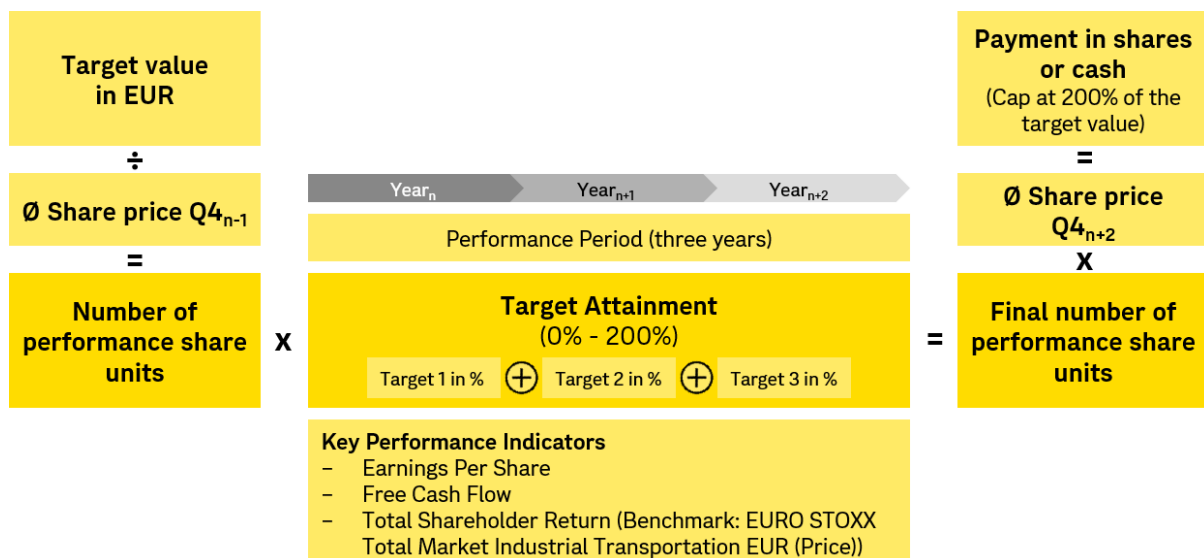 Target value
in EUR
÷
Ø Share price Q4n-1
=
Number of
performance share
units
x
Yearn
Yearn+1
Yearn+2
Performance Period (three years)
Target Attainment
(0% - 200%)
Target 1 in %
+
Target 2 in %
+
Target 3 in %
Key Performance Indicators
– Earnings Per Share
– Free Cash Flow
– Total Shareholder Return (Benchmark: EURO STOXX
Total Market Industrial Transportation EUR (Price))
=
Payment in shares
or cash
(Cap at 200% of the
target value)
=
Ø Share price
Q4n+2
x
Final number of
performance share
units